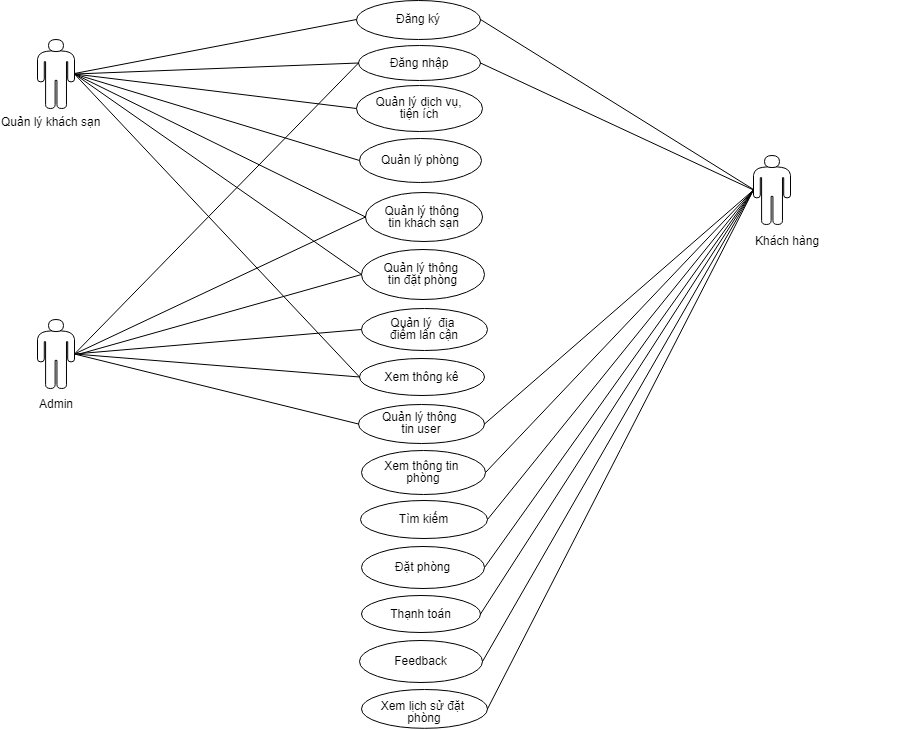 Đăng ký
Đăng nhập
Quản lý khách sạn
Quản lý dịch vụ,
tiện ích
Quản lý phòng
Quản lý thông
tin khách sạn
Khách hàng
Quản lý thông
tin đặt phòng
Quản lý địa
điểm lân cận
Xem thông kê
Admin
Quản lý thông
tin user
Xem thông tin
phòng
Tìm kiếm
Đặt phòng
Thạnh toán
Feedback
Xem lịch sử đặt
phòng